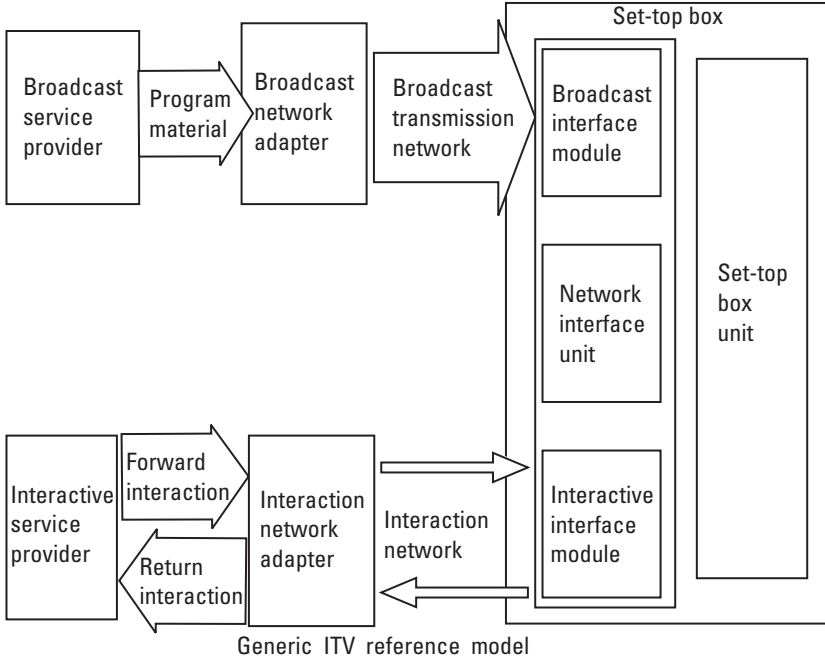 Set-top box
Broadcast
service
provider
Program
material
Broadcast
network
adapter
Broadcast
transmission
network
Broadcast
interface
module
Network
interface
unit
Set-top
box
unit
Interactive
service
provider
Forward
interaction
Return
interaction
Interaction
network
adapter
Interaction
network
Interactive
interface
module
Generic ITV reference model